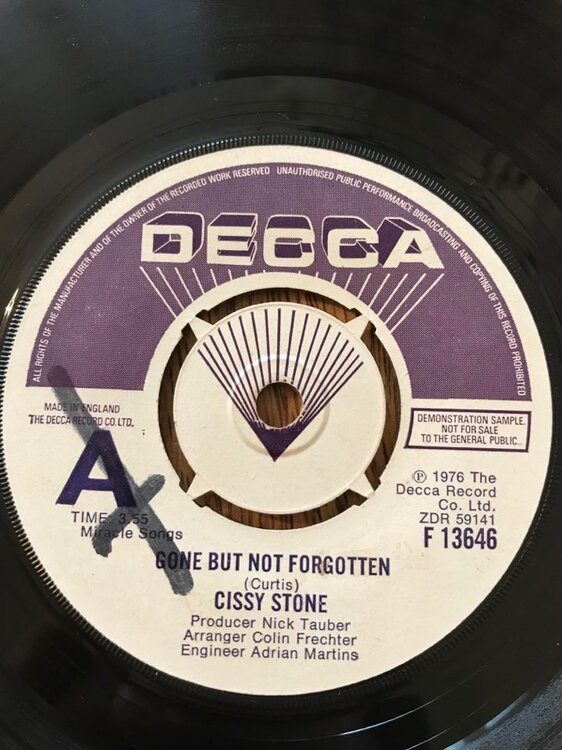 ALL RIGHTS OF THE MANUFACTURER AND OF THE OWNER OF THE RECORDED WORK RESERVED UNAUTHORISED PUBLIC PERFORMANCE BROADCASTING AND COPYING OF THIS RECORD PROHIBITED
DECCA
MADE IN ENGLAND
THE DECCA RECORD CO. LTD.
DEMONSTRATION SAMPLE.
NOT FOR SALE
TO THE GENERAL PUBLIC..
A
TIME: 3.55
Miracle Songs
℗ 1976 The
Decca Record
Co. Ltd.
ZDR 59141
F 13646
GONE BUT NOT FORGOTTEN
(Curtis)
CISSY STONE
Producer Nick Tauber
Arranger Colin Frechter
Engineer Adrian Martins